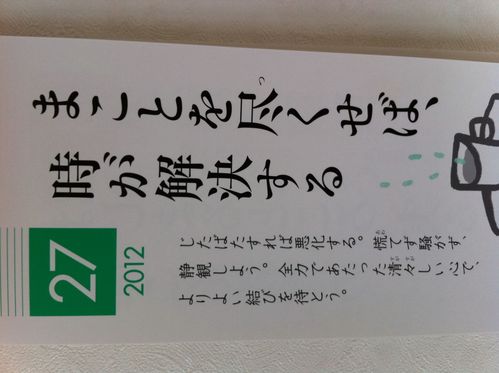 まことを尽くせば、
時が解決する
じたばたすれば悪化する。慌てず騒がず、
静観しよう。全力であたった清々しい心で、
よりよい結びを待とう。
27
2012